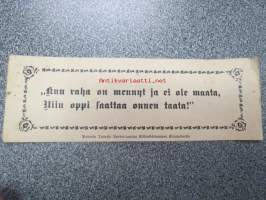 Antikvariaatti.net
„Kun raha on mennyt ja ei ole maata,
Niin oppi saattaa onnen taata!"